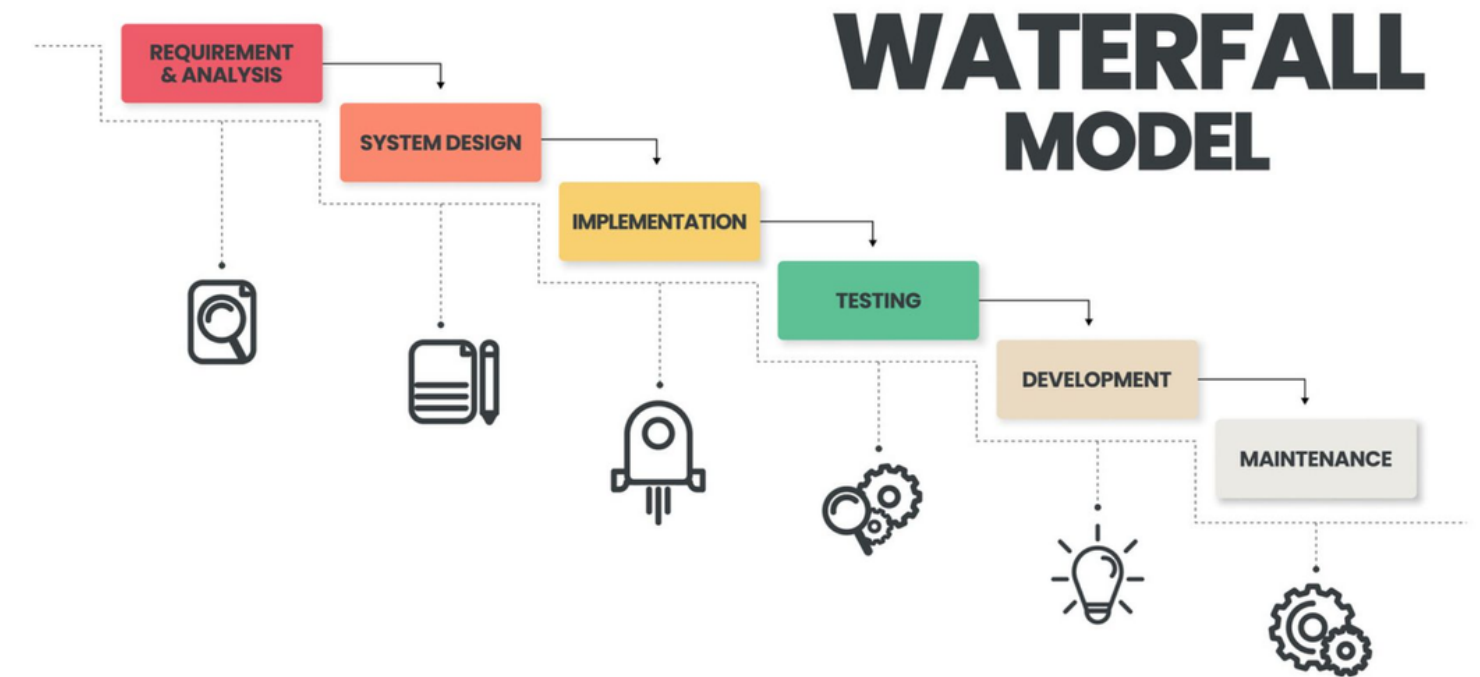 WATERFALL
MODEL
REQUIREMENT
& ANALYSIS
SYSTEM DESIGN
IMPLEMENTATION
TESTING
DEVELOPMENT
MAINTENANCE